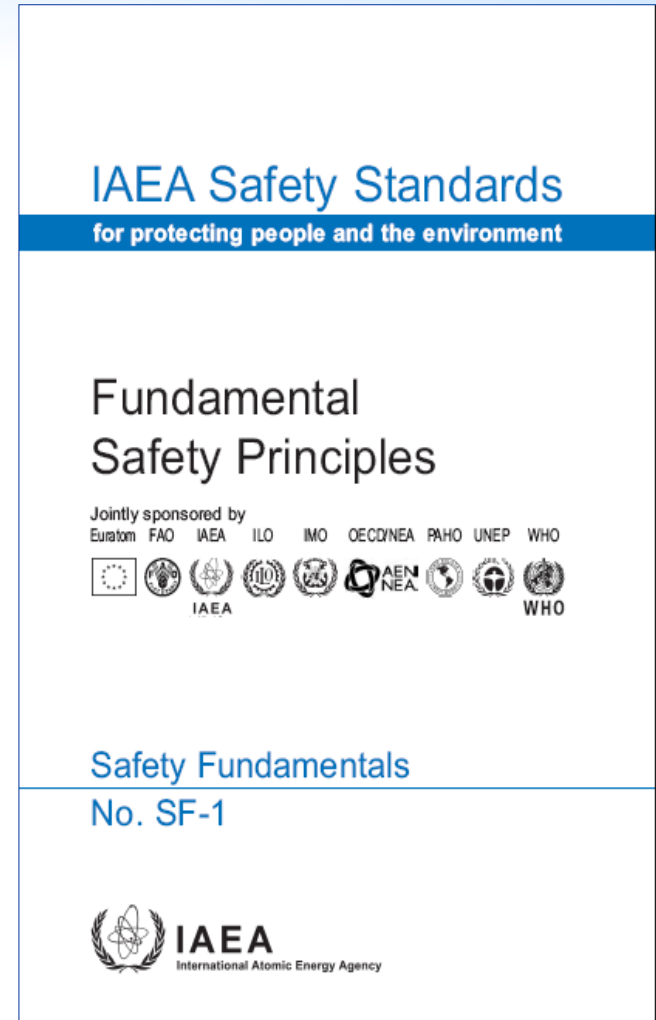 IAEA Safety Standards
for protecting people and the environment
Fundamental
Safety Principles
Jointly sponsored by
Euratom FAO IAEA ILO IMO OECD/NEA PAHO UNEP WHO
AEN
NEA
IAEA WHO
Safety Fundamentals
No. SF-1
IAEA
International Atomic Energy Agency